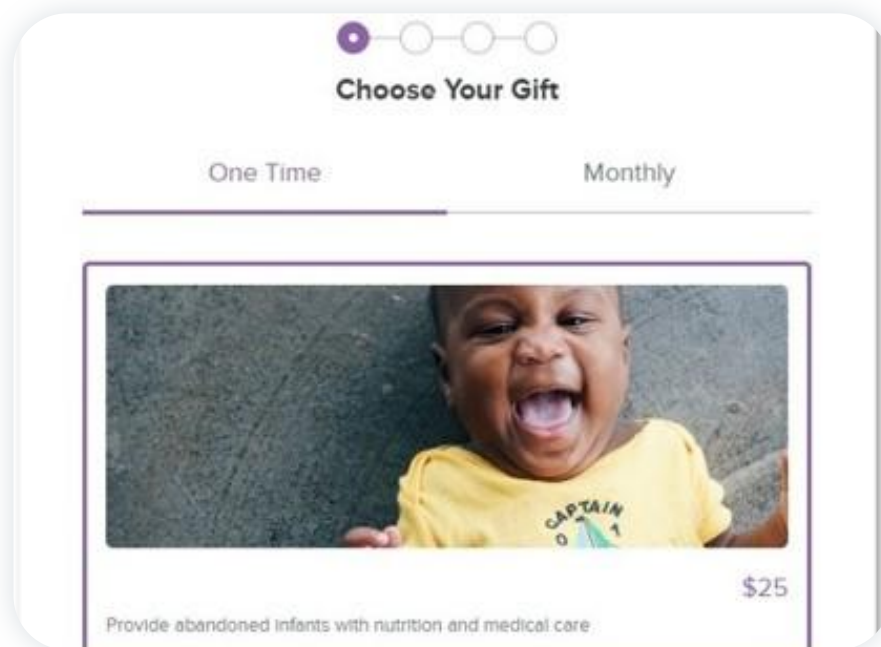 Choose Your Gift
One Time
Monthly
CAPTAIN
$25
Provide abandoned infants with nutrition and medical care